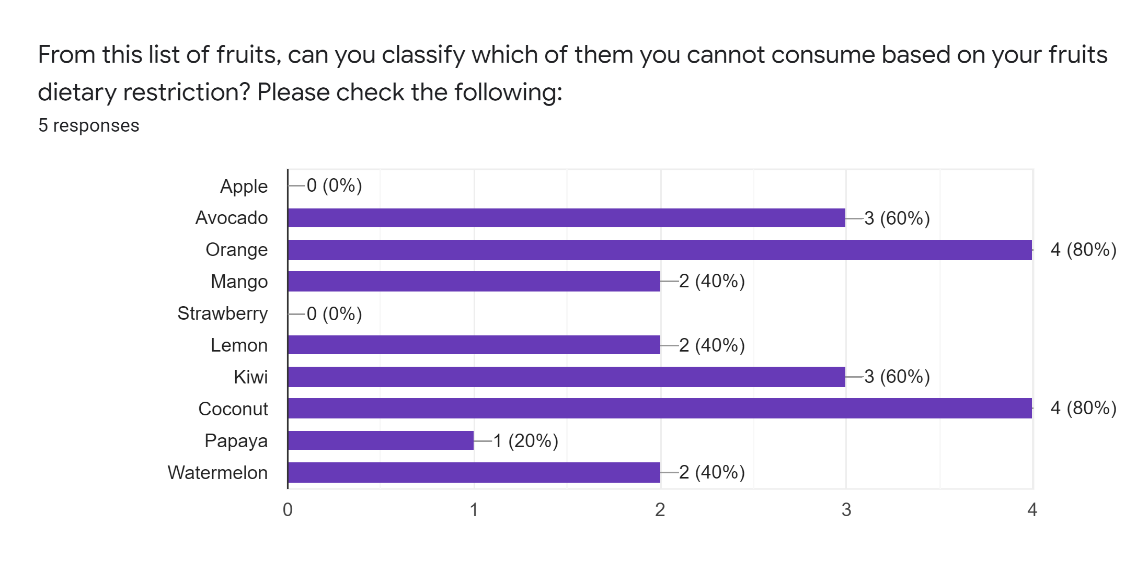 From this list of fruits, can you classify which of them you cannot consume based on your fruits
dietary restriction? Please check the following:
5 responses
Apple 0 (0%)
Avocado 3 (60%)
Orange 4 (80%)
Mango 2 (40%)
Strawberry 0 (0%)
Lemon 2 (40%)
Kiwi 3 (60%)
Coconut 4 (80%)
Papaya 1 (20%)
Watermelon 2 (40%)
0 1 2 3 4